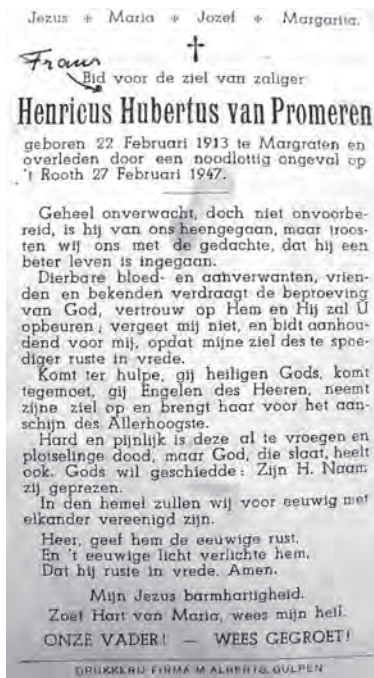 Jezus * Maria * Jozef * Margarita.
Frans
Bid voor de ziel van zaliger
Henricus Hubertus van Promeren
geboren 22 Februari 1913 te Margraten en
overleden door een noodlottig ongeval op
't Rooth 27 Februari 1947.
Geheel onverwacht, doch niet onvoorbe-
reid, is hij van ons heengegaan, maar troos-
ten wij ons met de gedachte, dat hij een
beter leven is ingegaan.
Dierbare bloed- en aanverwanten, vrien-
den en bekenden verdraagt de beproeving
van God, vertrouw op Hem en Hij zal U
opbeuren; vergeet mij niet, en bidt aanhou-
dend voor mij, opdat mijne ziel des te spoe-
diger ruste in vrede.
Komt ter hulpe, gij heiligen Gods, komt
tegemoet, gij Engelen des Heeren, neemt
zijne ziel op en brengt haar voor het aan-
schijn des Allerhoogste.
Hard en pijnlijk is deze al te vroegen en
plotselinge dood, maar God, die slaat, heelt
ook. Gods wil geschiedde: Zijn H. Naam
zij geprezen.
In den hemel zullen wij voor eeuwig met
elkander vereenigd zijn.
Heer, geef hem de eeuwige rust.
En 't eeuwige licht verlichte hem.
Dat hij ruste in vrede. Amen.
Mijn Jezus barmhartigheid.
Zoet Hart van Maria, wees mijn heil.
ONZE VADER! — WEES GEGROET!
DRUKKERIJ FIRMA M. ALBERTS, GULPEN